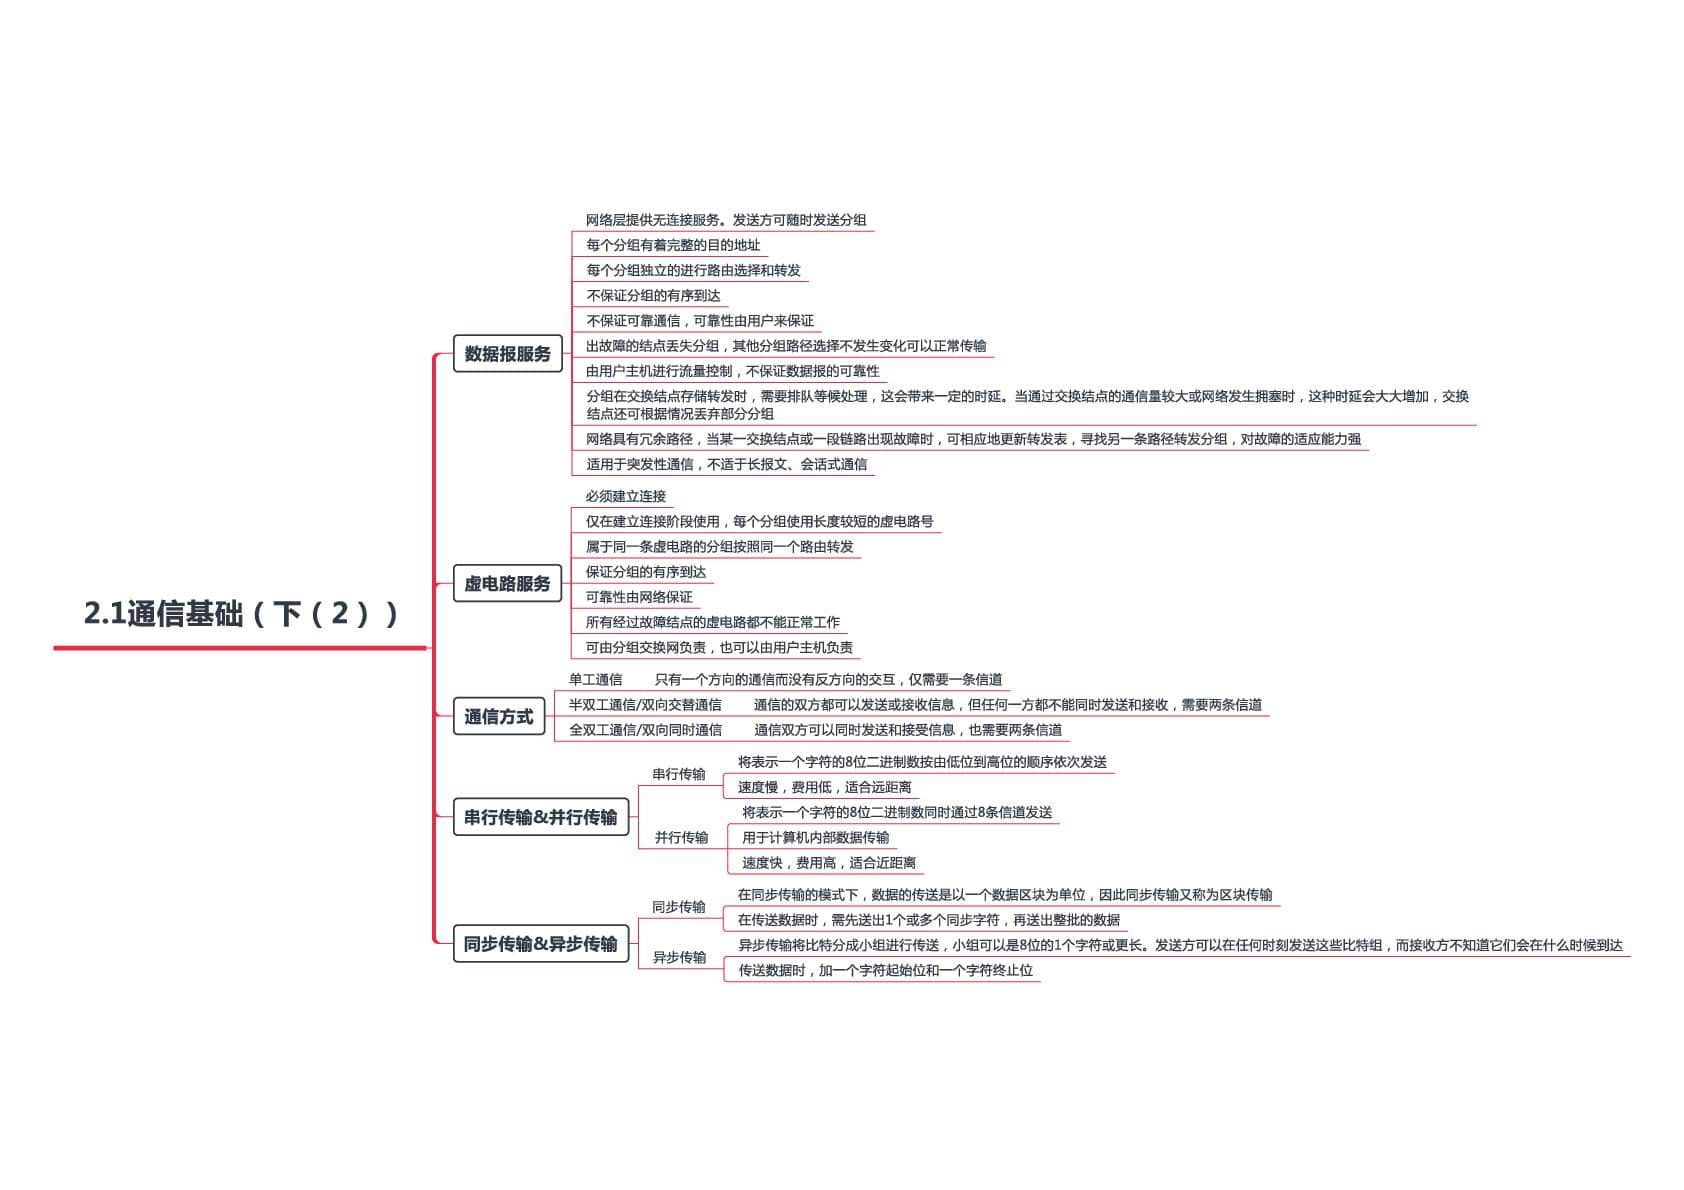 2.1通信基础（下（2））
数据报服务
网络层提供无连接服务。发送方可随时发送分组
每个分组有着完整的目的地址
每个分组独立的进行路由选择和转发
不保证分组的有序到达
不保证可靠通信，可靠性由用户来保证
出故障的结点丢失分组，其他分组路径选择不发生变化可以正常传输
由用户主机进行流量控制，不保证数据报的可靠性
分组在交换结点存储转发时，需要排队等候处理，这会带来一定的时延。当通过交换结点的通信量较大或网络发生拥塞时，这种时延会大大增加，交换
结点还可根据情况丢弃部分分组
网络具有冗余路径，当某一交换结点或一段链路出现故障时，可相应地更新转发表，寻找另一条路径转发分组，对故障的适应能力强
适用于突发性通信，不适于长报文、会话式通信
虚电路服务
必须建立连接
仅在建立连接阶段使用，每个分组使用长度较短的虚电路号
属于同一条虚电路的分组按照同一个路由转发
保证分组的有序到达
可靠性由网络保证
所有经过故障结点的虚电路都不能正常工作
可由分组交换网负责，也可以由用户主机负责
通信方式
单工通信 只有一个方向的通信而没有反方向的交互，仅需要一条信道
半双工通信/双向交替通信 通信的双方都可以发送或接收信息，但任何一方都不能同时发送和接收，需要两条信道
全双工通信/双向同时通信 通信双方可以同时发送和接受信息，也需要两条信道
串行传输&并行传输
串行传输
将表示一个字符的8位二进制数按由低位到高位的顺序依次发送
速度慢，费用低，适合远距离
并行传输
将表示一个字符的8位二进制数同时通过8条信道发送
用于计算机内部数据传输
速度快，费用高，适合近距离
同步传输&异步传输
同步传输
在同步传输的模式下，数据的传送是以一个数据区块为单位，因此同步传输又称为区块传输
在传送数据时，需先送出1个或多个同步字符，再送出整批的数据
异步传输
异步传输将比特分成小组进行传送，小组可以是8位的1个字符或更长。发送方可以在任何时刻发送这些比特组，而接收方不知道它们会在什么时候到达
传送数据时，加一个字符起始位和一个字符终止位